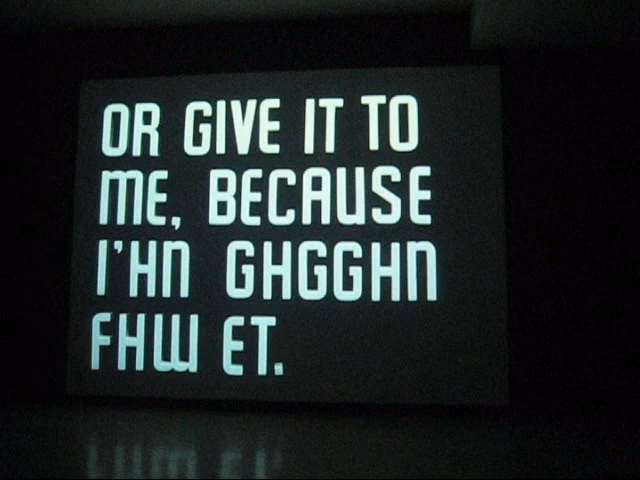 OR GIVE IT TO
ME, BECAUSE
I'HN GHGGHN
FHW ET.